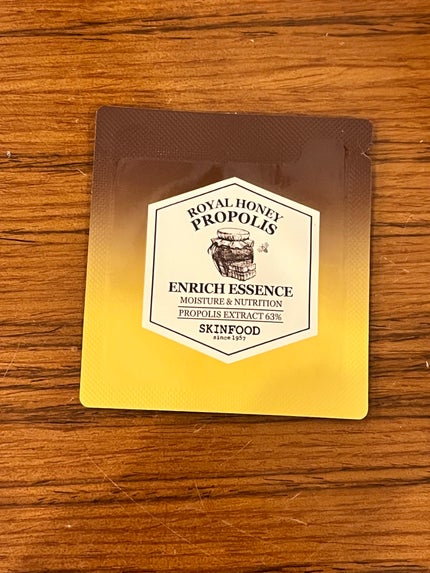 ROYAL HONEY
PROPOLIS
ENRICH ESSENCE
MOISTURE & NUTRITION
PROPOLIS EXTRACT 63%
SKINFOOD
since 1957